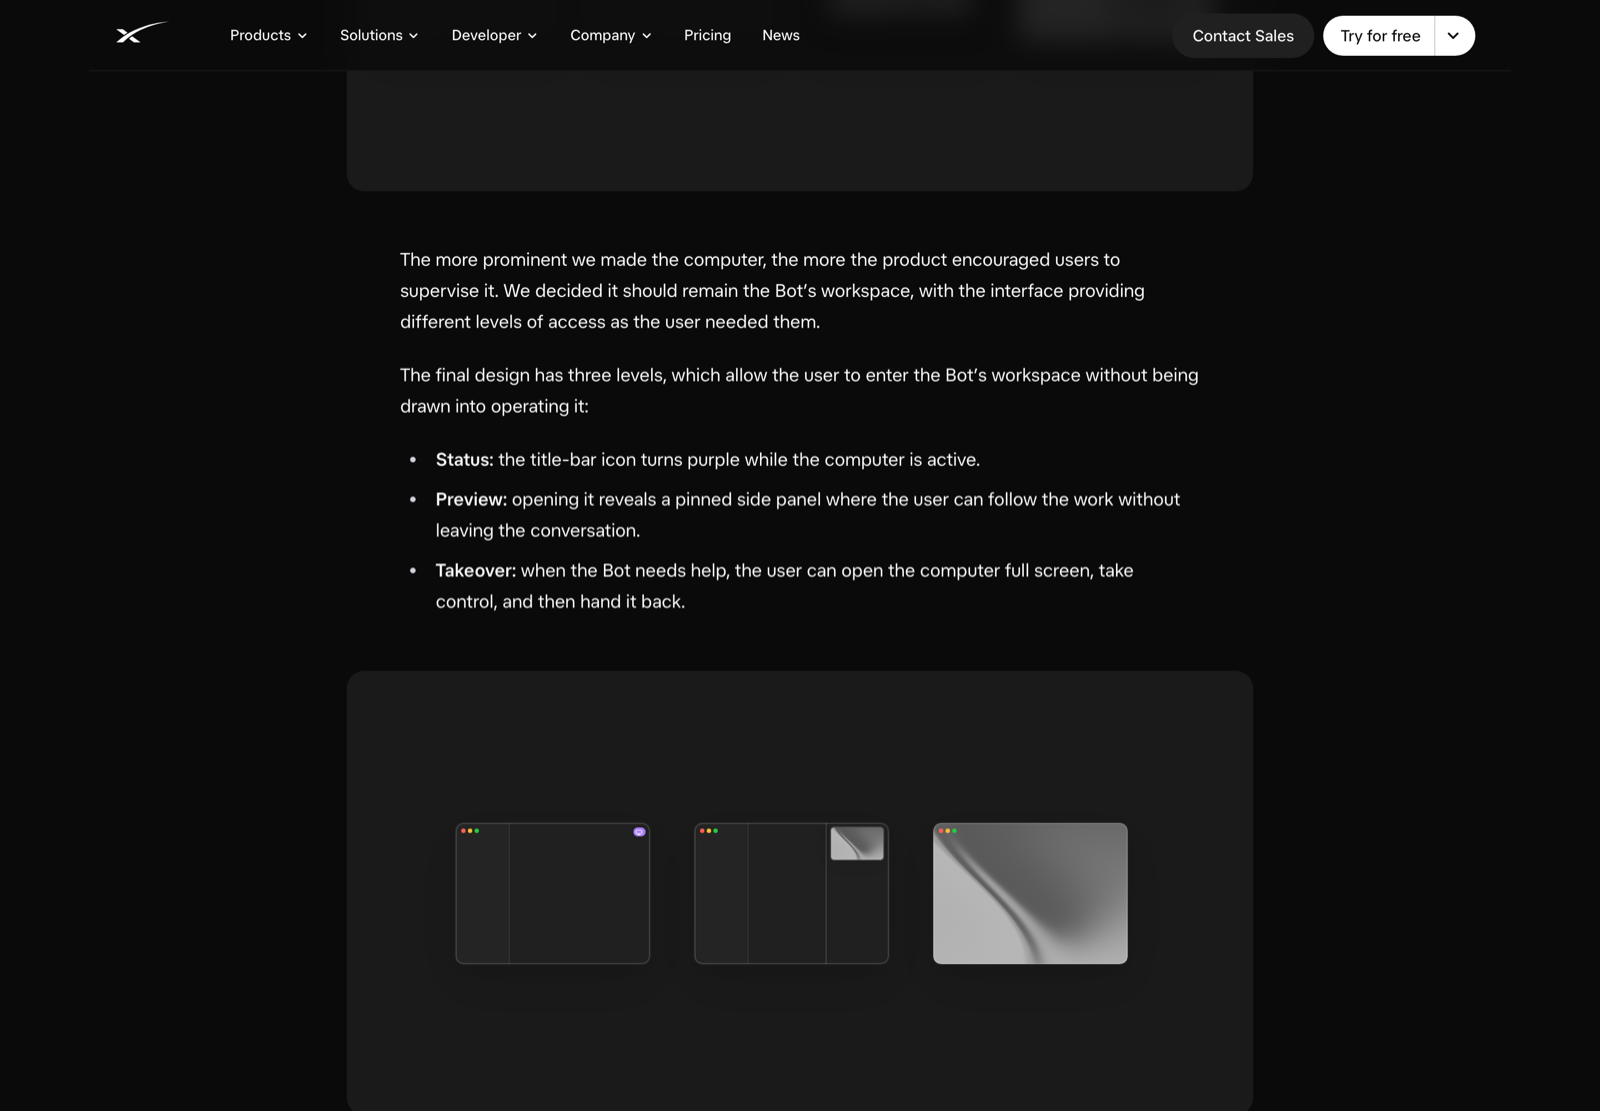 Products
Solutions
Developer
Company
Pricing
News
Contact Sales
Try for free
The more prominent we made the computer, the more the product encouraged users to
supervise it. We decided it should remain the Bot’s workspace, with the interface providing
different levels of access as the user needed them.
The final design has three levels, which allow the user to enter the Bot’s workspace without being
drawn into operating it:
• Status: the title-bar icon turns purple while the computer is active.
• Preview: opening it reveals a pinned side panel where the user can follow the work without
leaving the conversation.
• Takeover: when the Bot needs help, the user can open the computer full screen, take
control, and then hand it back.